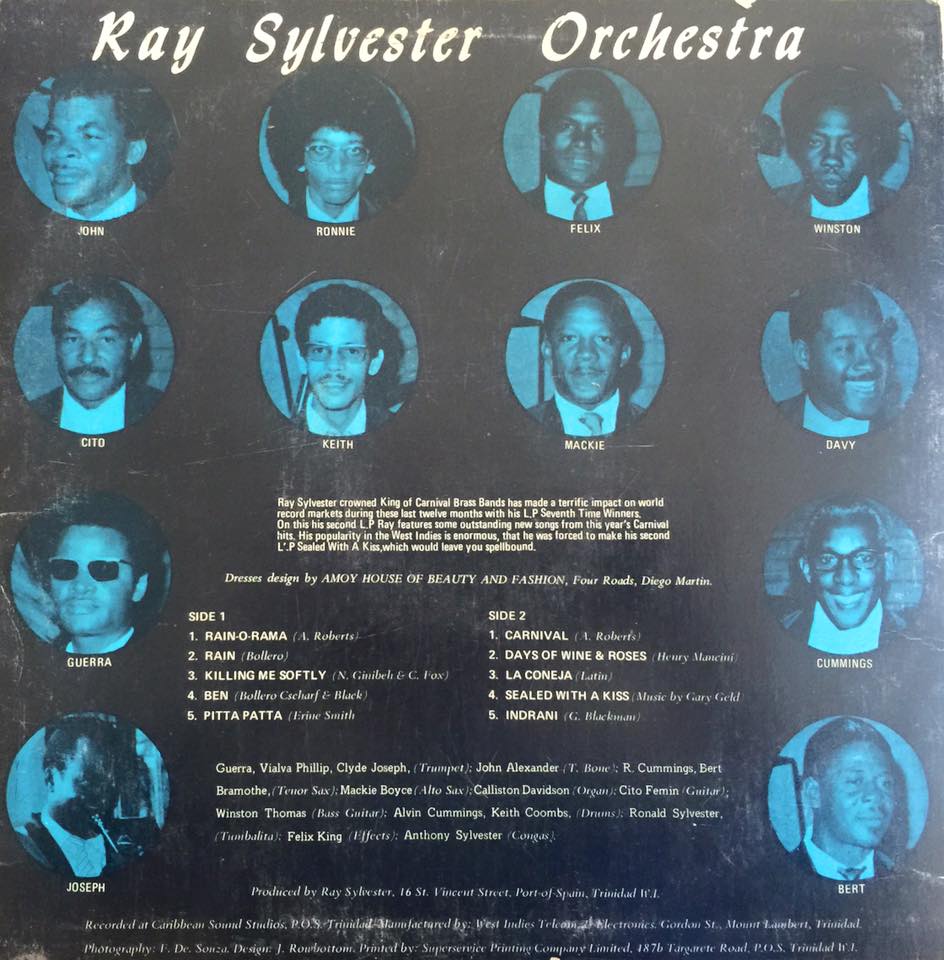 Ray Sylvester Orchestra
JOHN RONNIE FELIX WINSTON
CITO KEITH MACKIE DAVY
Ray Sylvester crowned King of Carnival Brass Bands has made a terrific impact on world
record markets during these last twelve months with his L.P Seventh Time Winners.
On this his second L.P Ray features some outstanding new songs from this year's Carnival
hits. His popularity in the West Indies is enormous, that he was forced to make his second
L'.P Sealed With A Kiss,which would leave you spellbound.
Dresses design by AMOY HOUSE OF BEAUTY AND FASHION, Four Roads, Diego Martin.
GUERRA
CUMMINGS
SIDE 1
1. RAIN-O-RAMA (A. Roberts)
2. RAIN (Bollero)
3. KILLING ME SOFTLY (N. Ginibeh & C. Fox)
4. BEN (Bollero Cscharf & Black)
5. PITTA PATTA (Erine Smith
SIDE 2
1. CARNIVAL (A. Roberts)
2. DAYS OF WINE & ROSES (Henry Mancini)
3. LA CONEJA (Latin)
4. SEALED WITH A KISS (Music by Gary Geld)
5. INDRANI (G. Blackman)
Guerra, Vialva Phillip, Clyde Joseph, (Trumpet); John Alexander (T. Bone); R. Cummings, Bert
Bramothe, (Tenor Sax); Mackie Boyce (Alto Sax); Calliston Davidson (Organ); Cito Femin (Guitar);
Winston Thomas (Bass Guitar); Alvin Cummings, Keith Coombs, (Drums); Ronald Sylvester,
(Tumbalita); Felix King (Effects); Anthony Sylvester (Congas).
JOSEPH
BERT
Produced by Ray Sylvester, 16 St. Vincent Street, Port-of-Spain, Trinidad W.I.
Recorded at Caribbean Sound Studios, P.O.S. Trinidad Manufactured by: West Indies Telecom & Electronics. Gordon St., Mount Lambert, Trinidad.
Photography: F. De. Souza. Design: J. Rowbottom. Printed by: Superservice Printing Company Limited, 487b Targarete Road, P.O.S. Trinidad W.I.